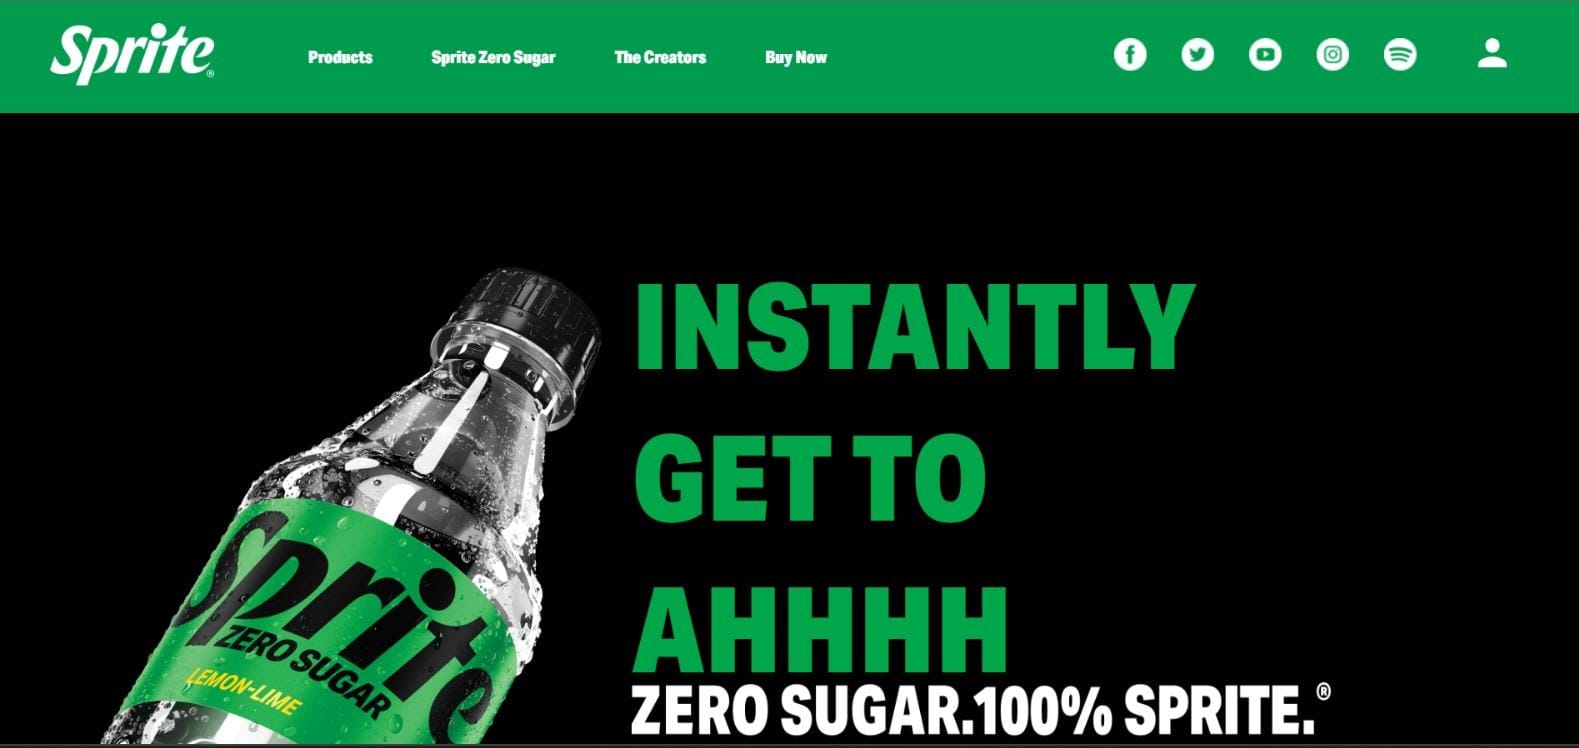 Sprite®
Products
Sprite Zero Sugar
The Creators
Buy Now
INSTANTLY
GET TO
AHHHH
ZERO SUGAR.100% SPRITE.®
Sprite
ZERO SUGAR
LEMON-LIME